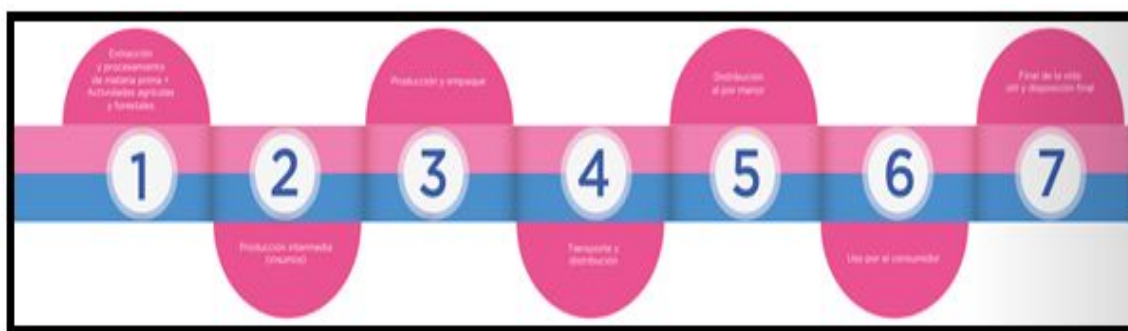 Extracción
y procesamiento
de materia prima +
Actividades agrícolas
y forestales
1
2
Producción intermedia
(insumos)
Producción y empaque
3
4
Transporte y
distribución
Distribución
al por menor
5
6
Uso por el consumidor
Final de la vida
útil y disposición final
7